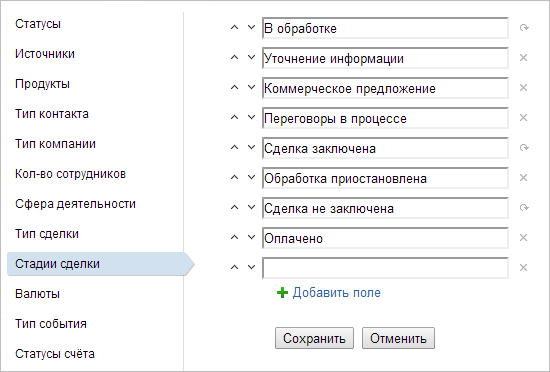 Статусы
Источники
Продукты
Тип контакта
Тип компании
Кол-во сотрудников
Сфера деятельности
Тип сделки
Стадии сделки
Валюты
Тип события
Статусы счёта
В обработке
Уточнение информации
Коммерческое предложение
Переговоры в процессе
Сделка заключена
Обработка приостановлена
Сделка не заключена
Оплачено
Добавить поле
Сохранить Отменить